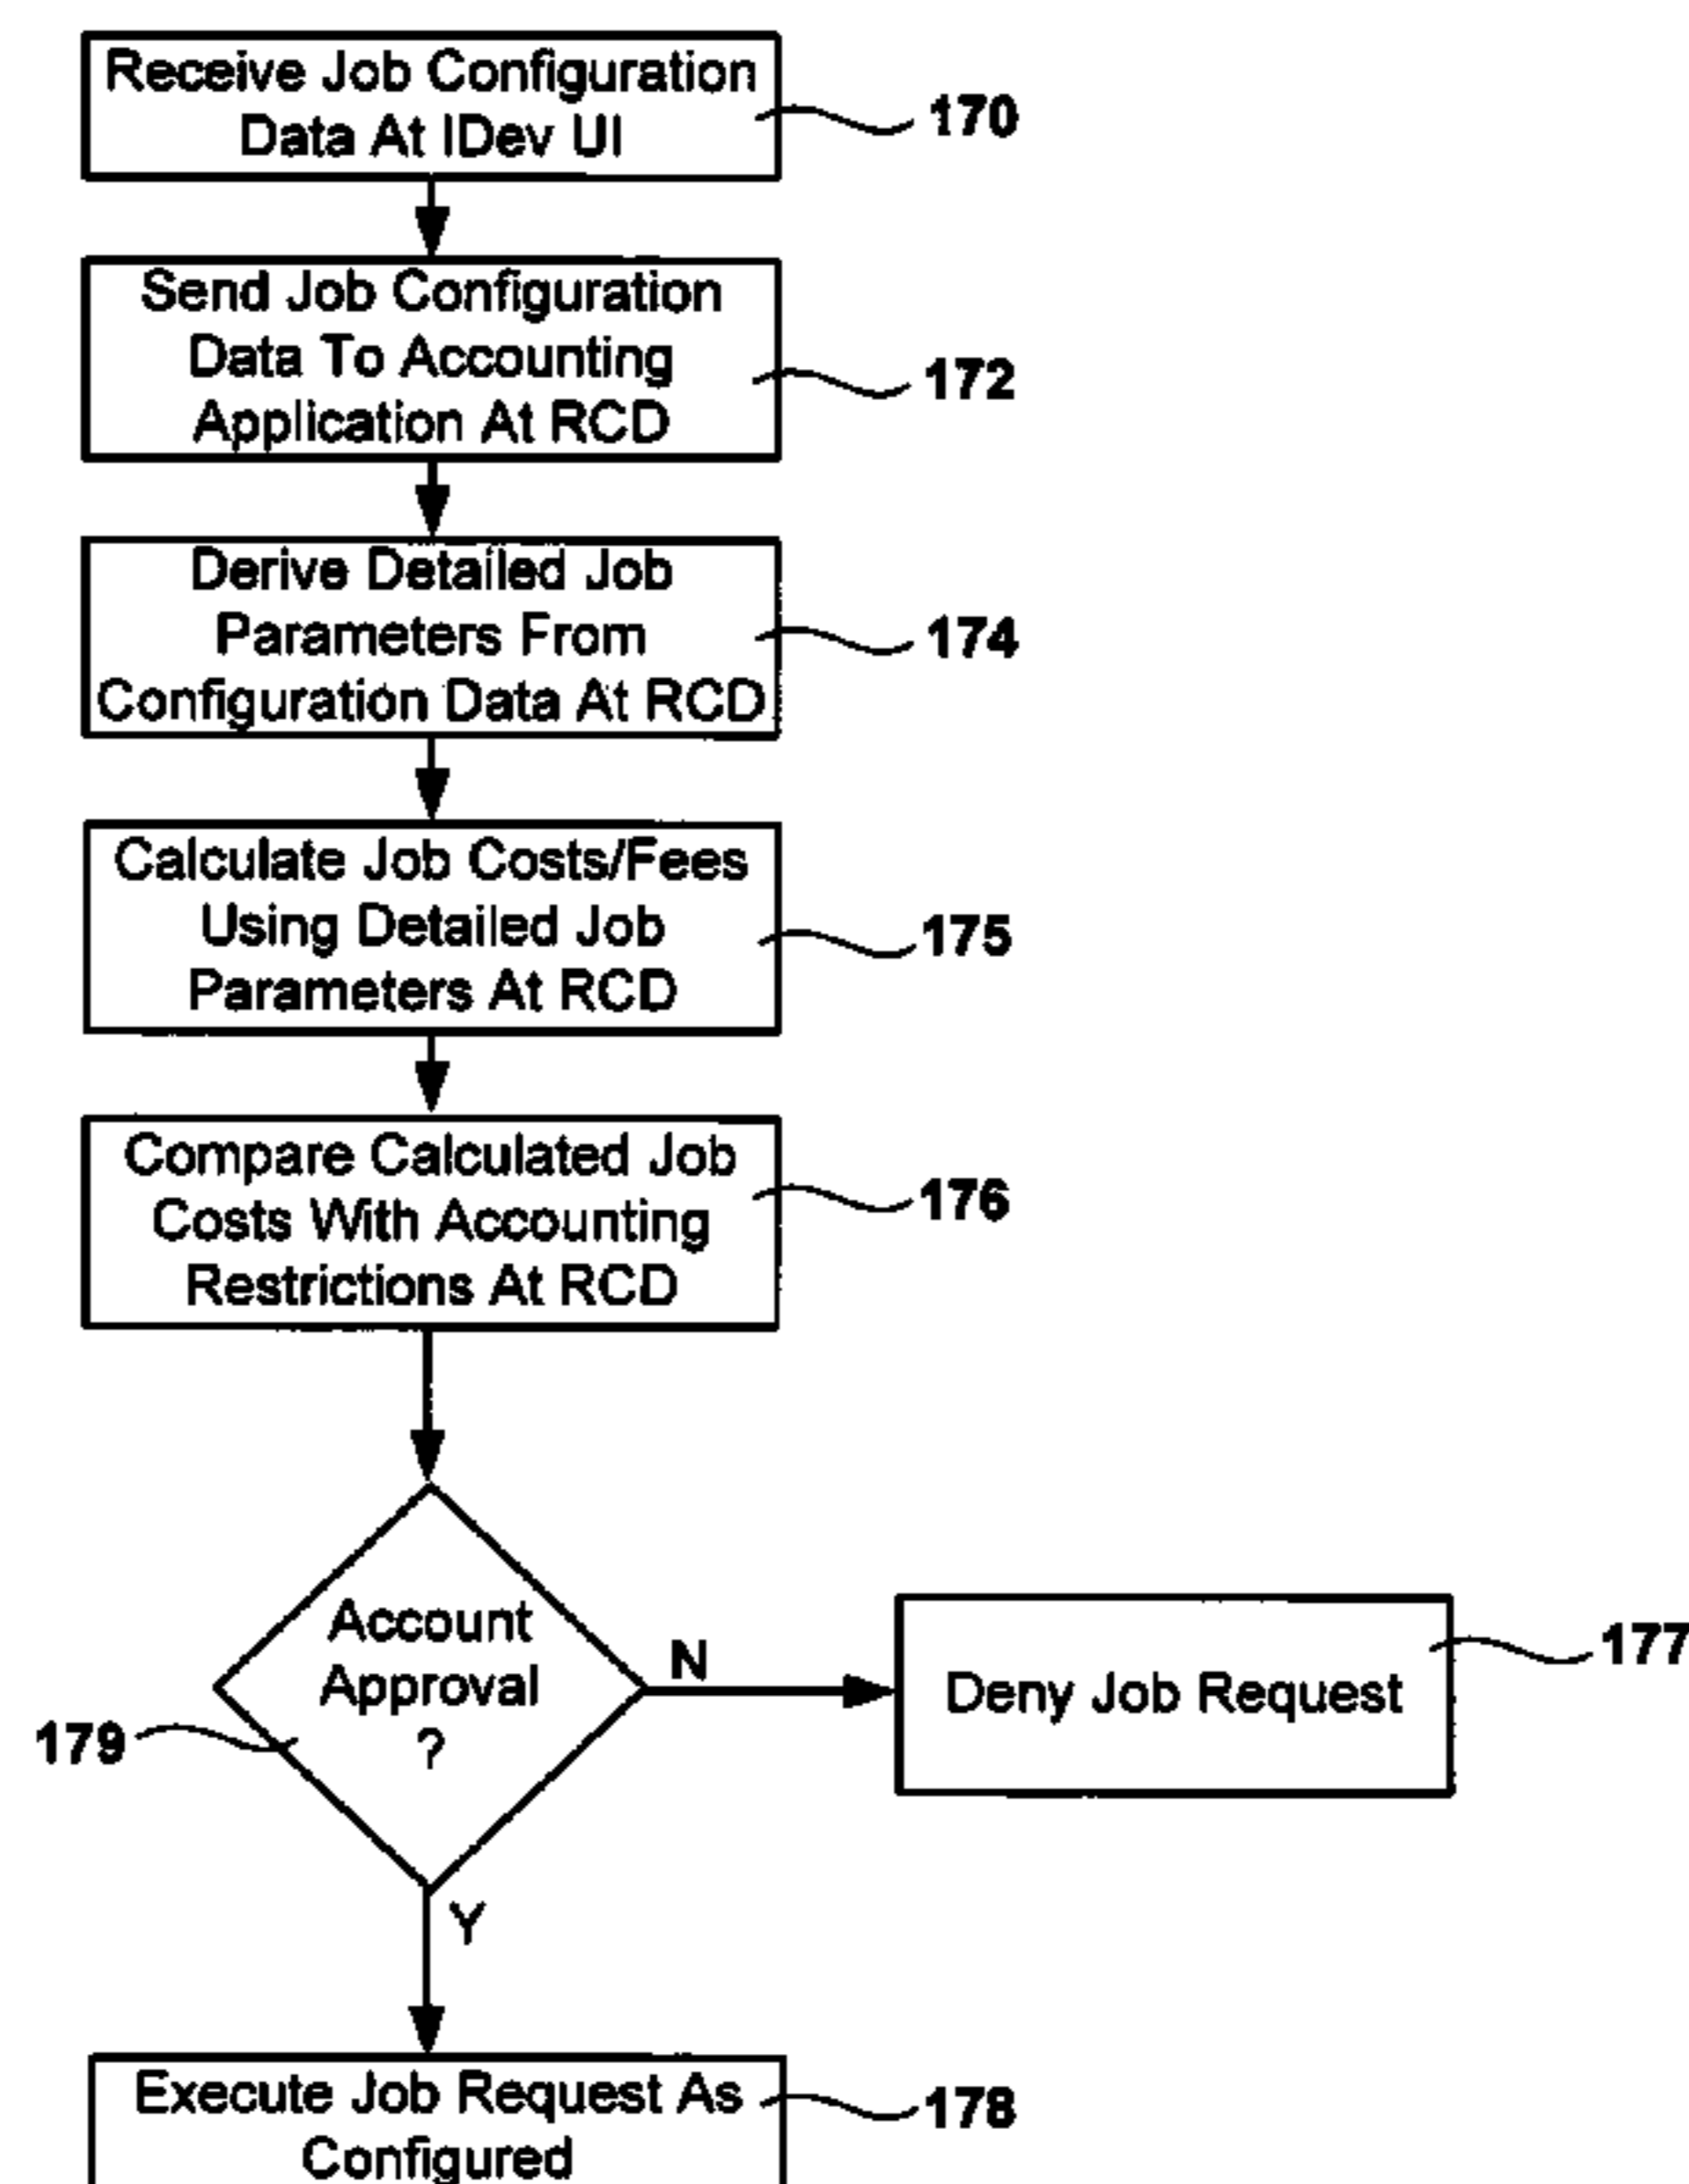 Receive Job Configuration
Data At IDev UI
170
Send Job Configuration
Data To Accounting
Application At RCD
172
Derive Detailed Job
Parameters From
Configuration Data At RCD
174
Calculate Job Costs/Fees
Using Detailed Job
Parameters At RCD
175
Compare Calculated Job
Costs With Accounting
Restrictions At RCD
176
Account
Approval
?
179
N
Deny Job Request
177
Y
Execute Job Request As
Configured
178